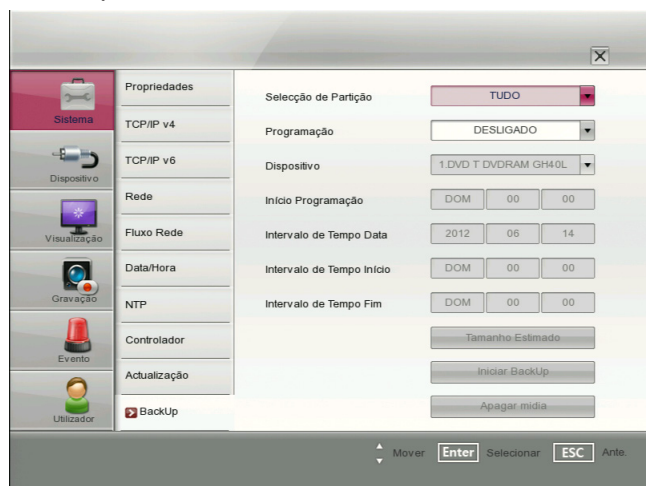 Sistema
Dispositivo
Visualização
Gravação
Evento
Utilizador
Propriedades
TCP/IP v4
TCP/IP v6
Rede
Fluxo Rede
Data/Hora
NTP
Controlador
Actualização
BackUp
Selecção de Partição TUDO
Programação DESLIGADO
Dispositivo 1.DVD T DVDRAM GH40L
Início Programação DOM 00 00
Intervalo de Tempo Data 2012 06 14
Intervalo de Tempo Início DOM 00 00
Intervalo de Tempo Fim DOM 00 00
Tamanho Estimado
Iniciar BackUp
Apagar midia
Mover Enter Selecionar ESC Ante.